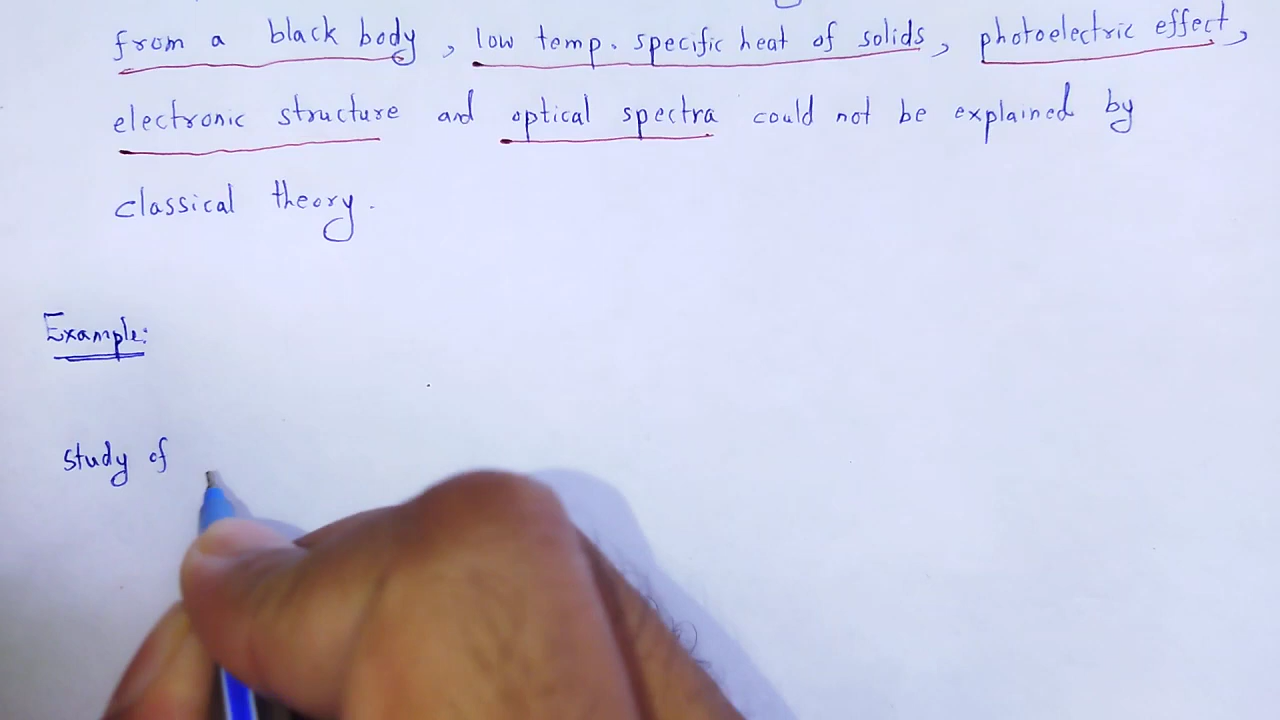 from a black body, low temp. specific heat of solids, photoelectric effect,
electronic structure and optical spectra could not be explained by
classical theory.
Example:
study of